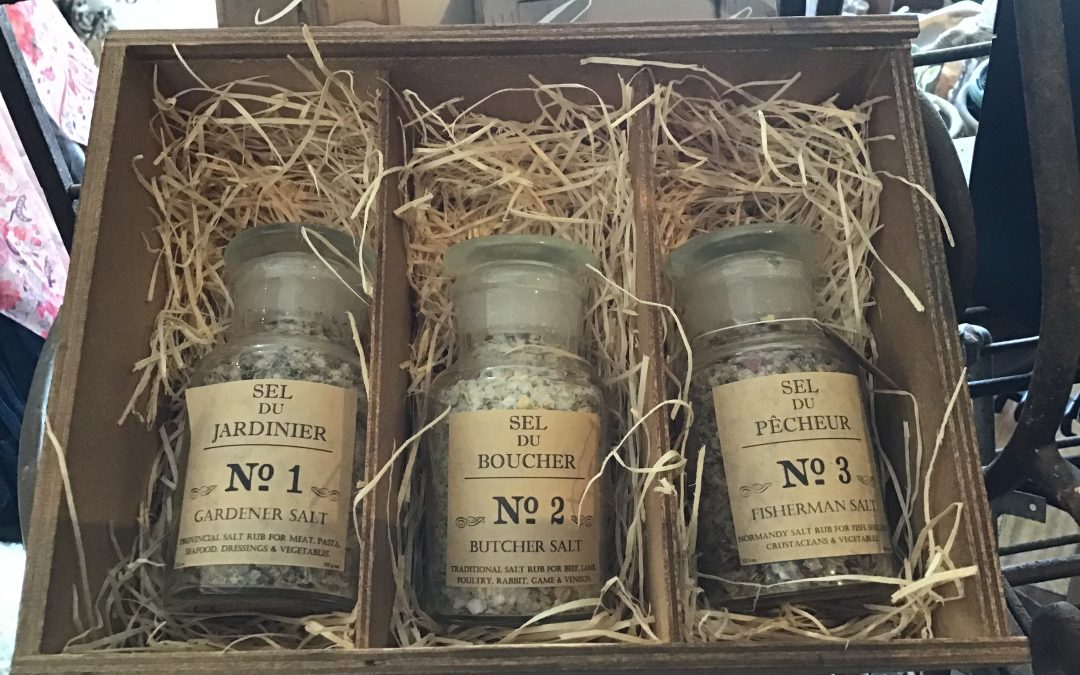 SEL
DU
JARDINIER
Nº 1
GARDENER SALT
PROVINCIAL SALT RUB FOR MEAT, PASTA,
SEAFOOD, DRESSINGS & VEGETABLES
SEL
DU
BOUCHER
Nº 2
BUTCHER SALT
TRADITIONAL SALT RUB FOR BEEF, LAMB,
POULTRY, RABBIT, GAME & VENISON
SEL
DU
PÊCHEUR
Nº 3
FISHERMAN SALT
NORMANDY SALT RUB FOR FISH,
CRUSTACEANS & VEGETABLES